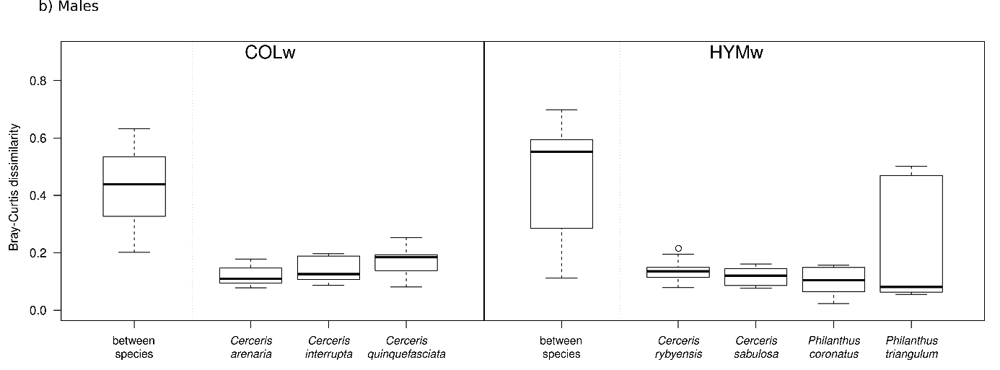 b) Males
COLw
HYMw
Bray-Curtis dissimilarity
0.8
0.6
0.4
0.2
0.0
between
species
Cerceris
arenaria
Cerceris
interrupta
Cerceris
quinquefasciata
between
species
Cerceris
rybyensis
Cerceris
sabulosa
Philanthus
coronatus
Philanthus
triangulum